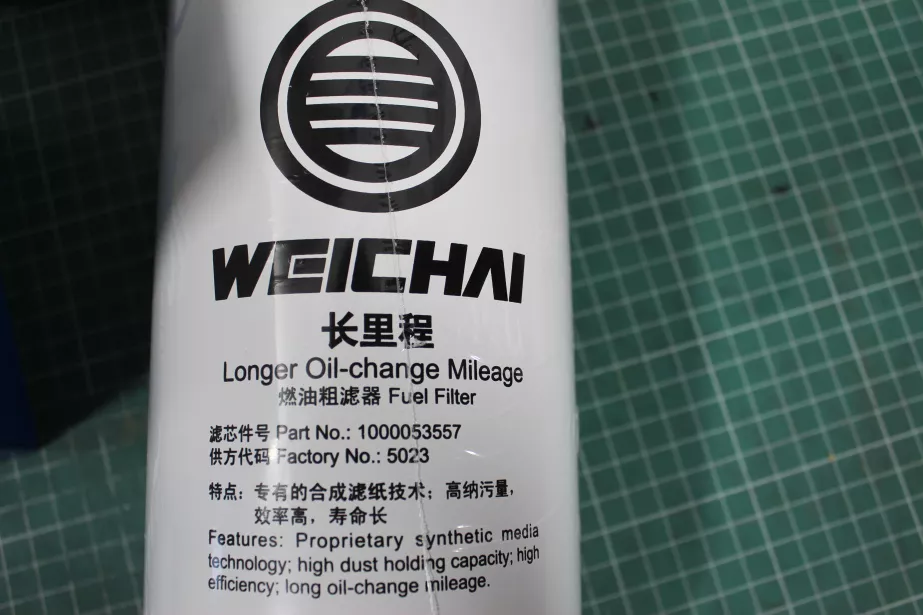 WEICHAI
长里程
Longer Oil-change Mileage
燃油粗滤器 Fuel Filter
滤芯件号 Part No.: 1000053557
供方代码 Factory No.: 5023
特点：专有的合成滤纸技术；高纳污量，
效率高，寿命长
Features: Proprietary synthetic media
technology; high dust holding capacity; high
efficiency; long oil-change mileage.